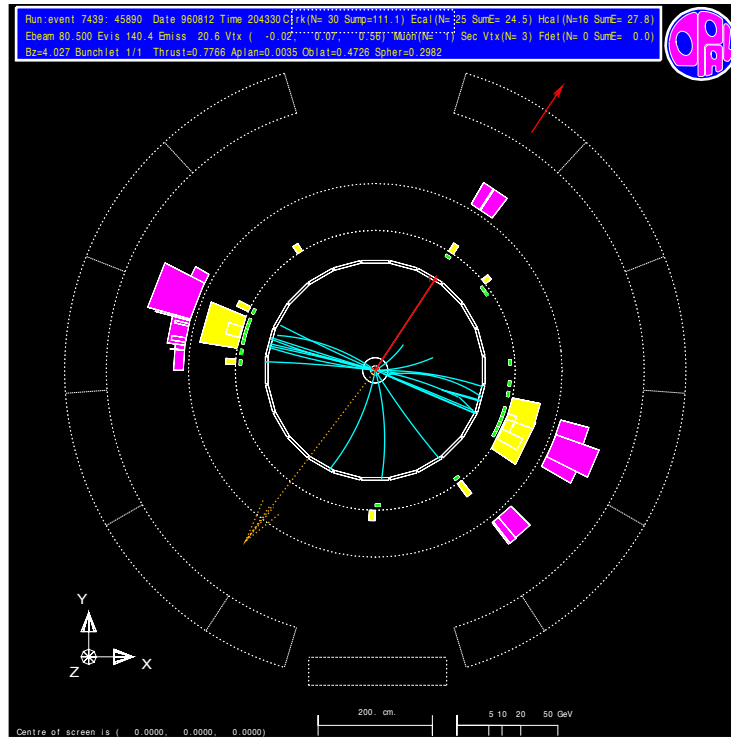 Run:event 7439: 45890 Date 960812 Time 204330 Ctrk(N= 30 Sump=111.1) Ecal(N= 25 SumE= 24.5) Hcal(N=16 SumE= 27.8)
Ebeam 80.500 Evis 140.4 Emiss 20.6 Vtx ( -0.02, 0.07, 0.56) Muon(N= 1) Sec Vtx(N= 3) Fdet(N= 0 SumE= 0.0)
Bz=4.027 Bunchlet 1/1 Thrust=0.7766 Aplan=0.0035 Oblat=0.4726 Spher=0.2982
OPAL
Y
X
Z
200. cm.
5 10 20 50 GeV
Centre of screen is ( 0.0000, 0.0000, 0.0000)